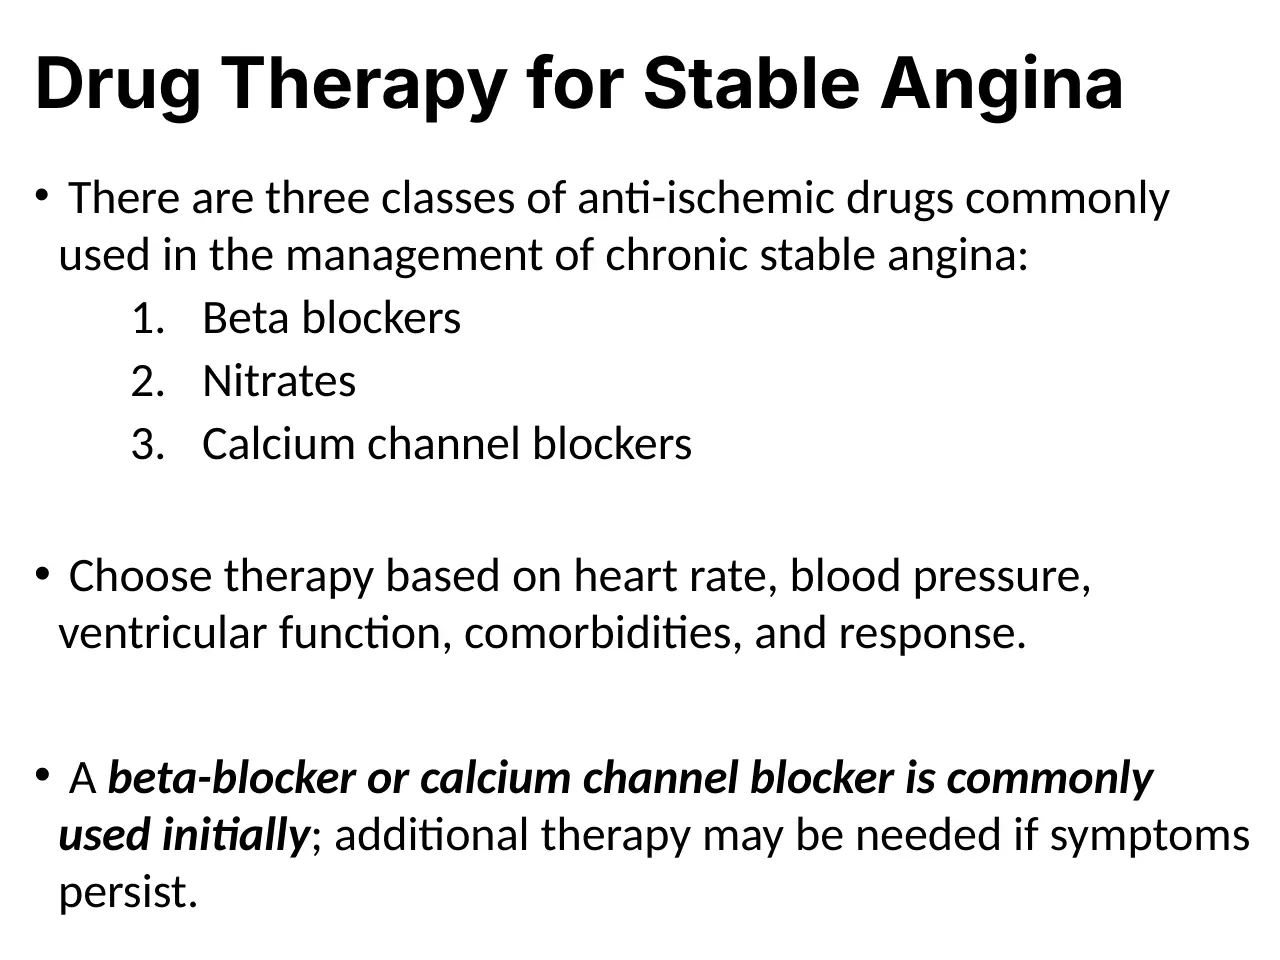 Drug Therapy for Stable Angina
• There are three classes of anti-ischemic drugs commonly
used in the management of chronic stable angina:
1. Beta blockers
2. Nitrates
3. Calcium channel blockers
• Choose therapy based on heart rate, blood pressure,
ventricular function, comorbidities, and response.
• A beta-blocker or calcium channel blocker is commonly
used initially; additional therapy may be needed if symptoms
persist.